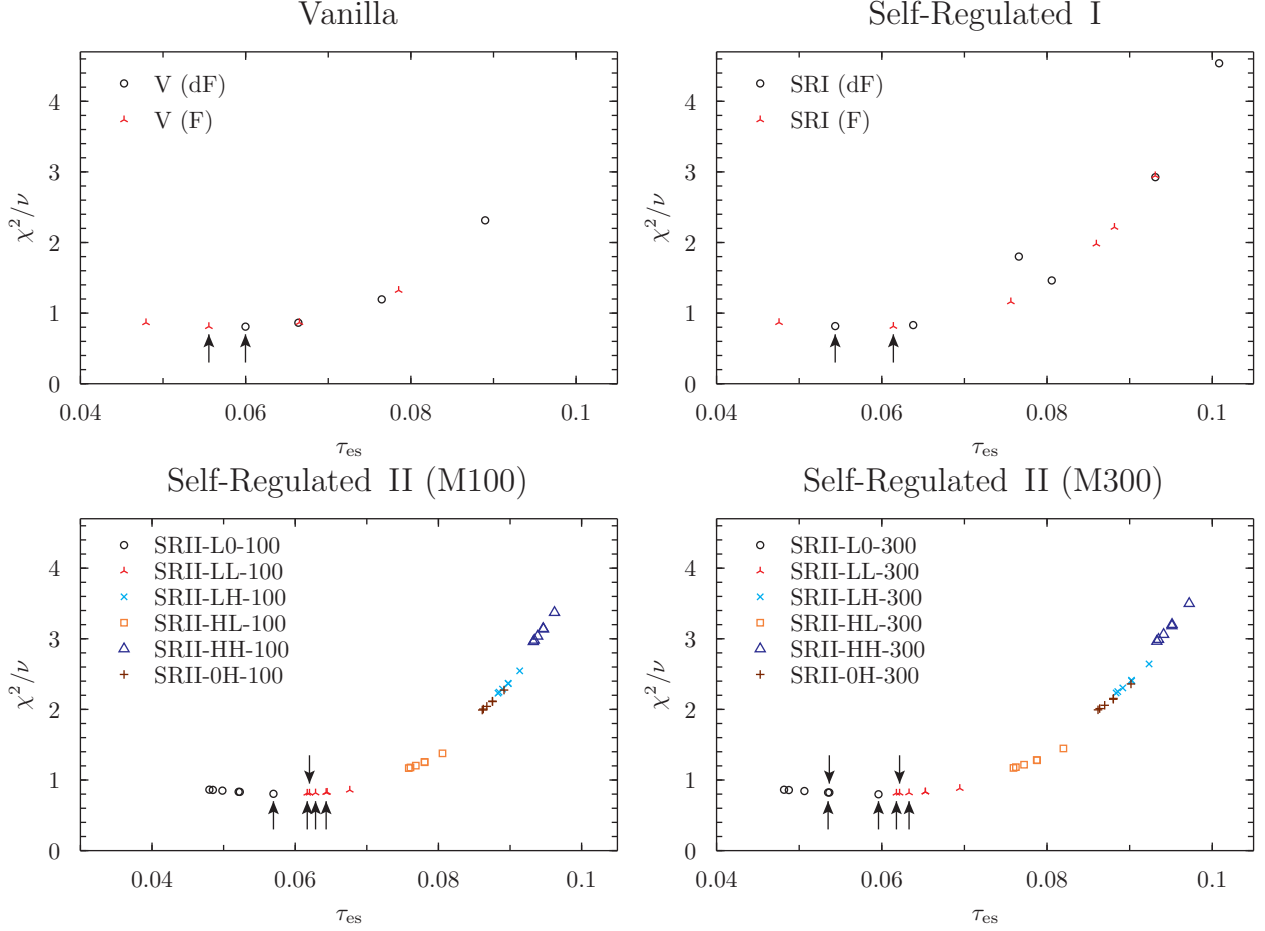 Vanilla
χ²/ν
4
3
2
1
0
V (dF)
V (F)
0.04 0.06 0.08 0.1
τes
Self-Regulated I
χ²/ν
4
3
2
1
0
SRI (dF)
SRI (F)
0.04 0.06 0.08 0.1
τes
Self-Regulated II (M100)
χ²/ν
4
3
2
1
0
SRII-L0-100
SRII-LL-100
SRII-LH-100
SRII-HL-100
SRII-HH-100
SRII-0H-100
0.04 0.06 0.08 0.1
τes
Self-Regulated II (M300)
χ²/ν
4
3
2
1
0
SRII-L0-300
SRII-LL-300
SRII-LH-300
SRII-HL-300
SRII-HH-300
SRII-0H-300
0.04 0.06 0.08 0.1
τes